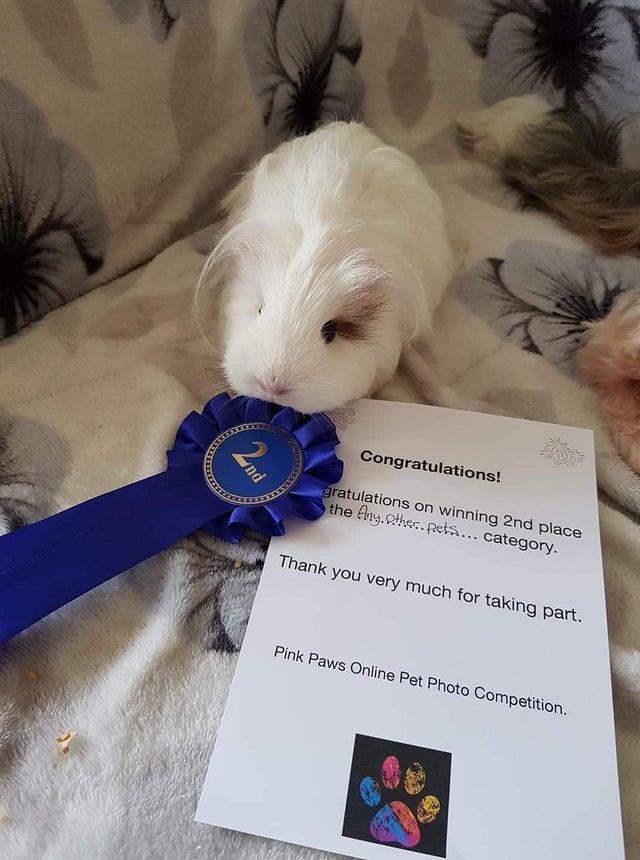 2nd
Congratulations!
gratulations on winning 2nd place
the Any other pets category.
Thank you very much for taking part.
Pink Paws Online Pet Photo Competition.